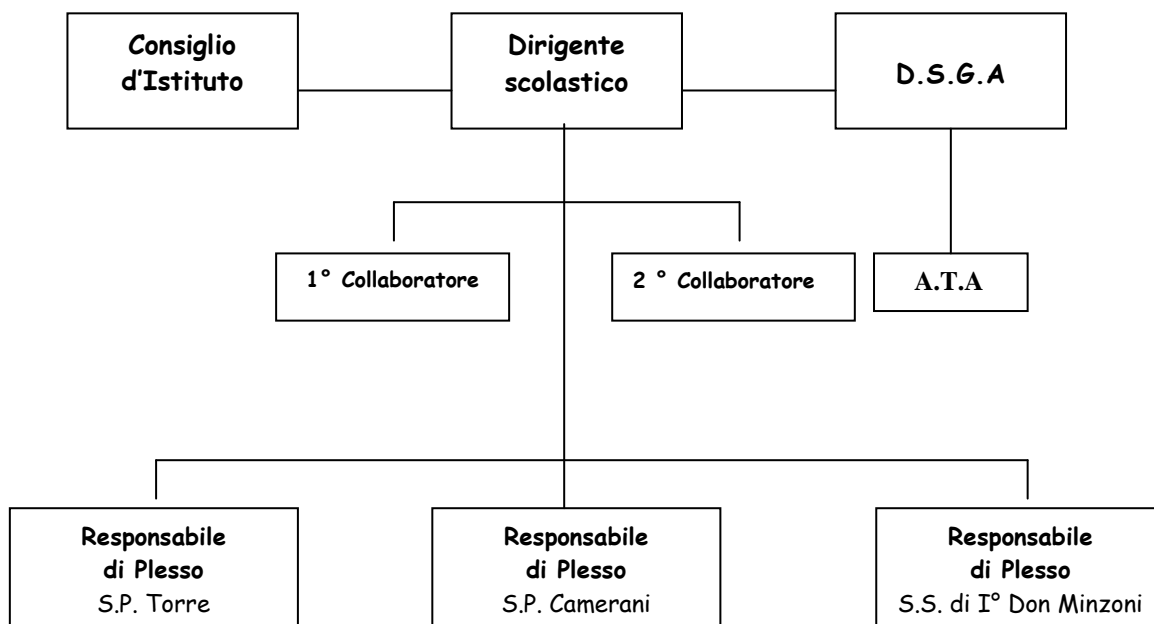 Consiglio
d'Istituto
Dirigente
scolastico
D.S.G.A
1° Collaboratore
2 ° Collaboratore
A.T.A
Responsabile
di Plesso
S.P. Torre
Responsabile
di Plesso
S.P. Camerani
Responsabile
di Plesso
S.S. di I° Don Minzoni